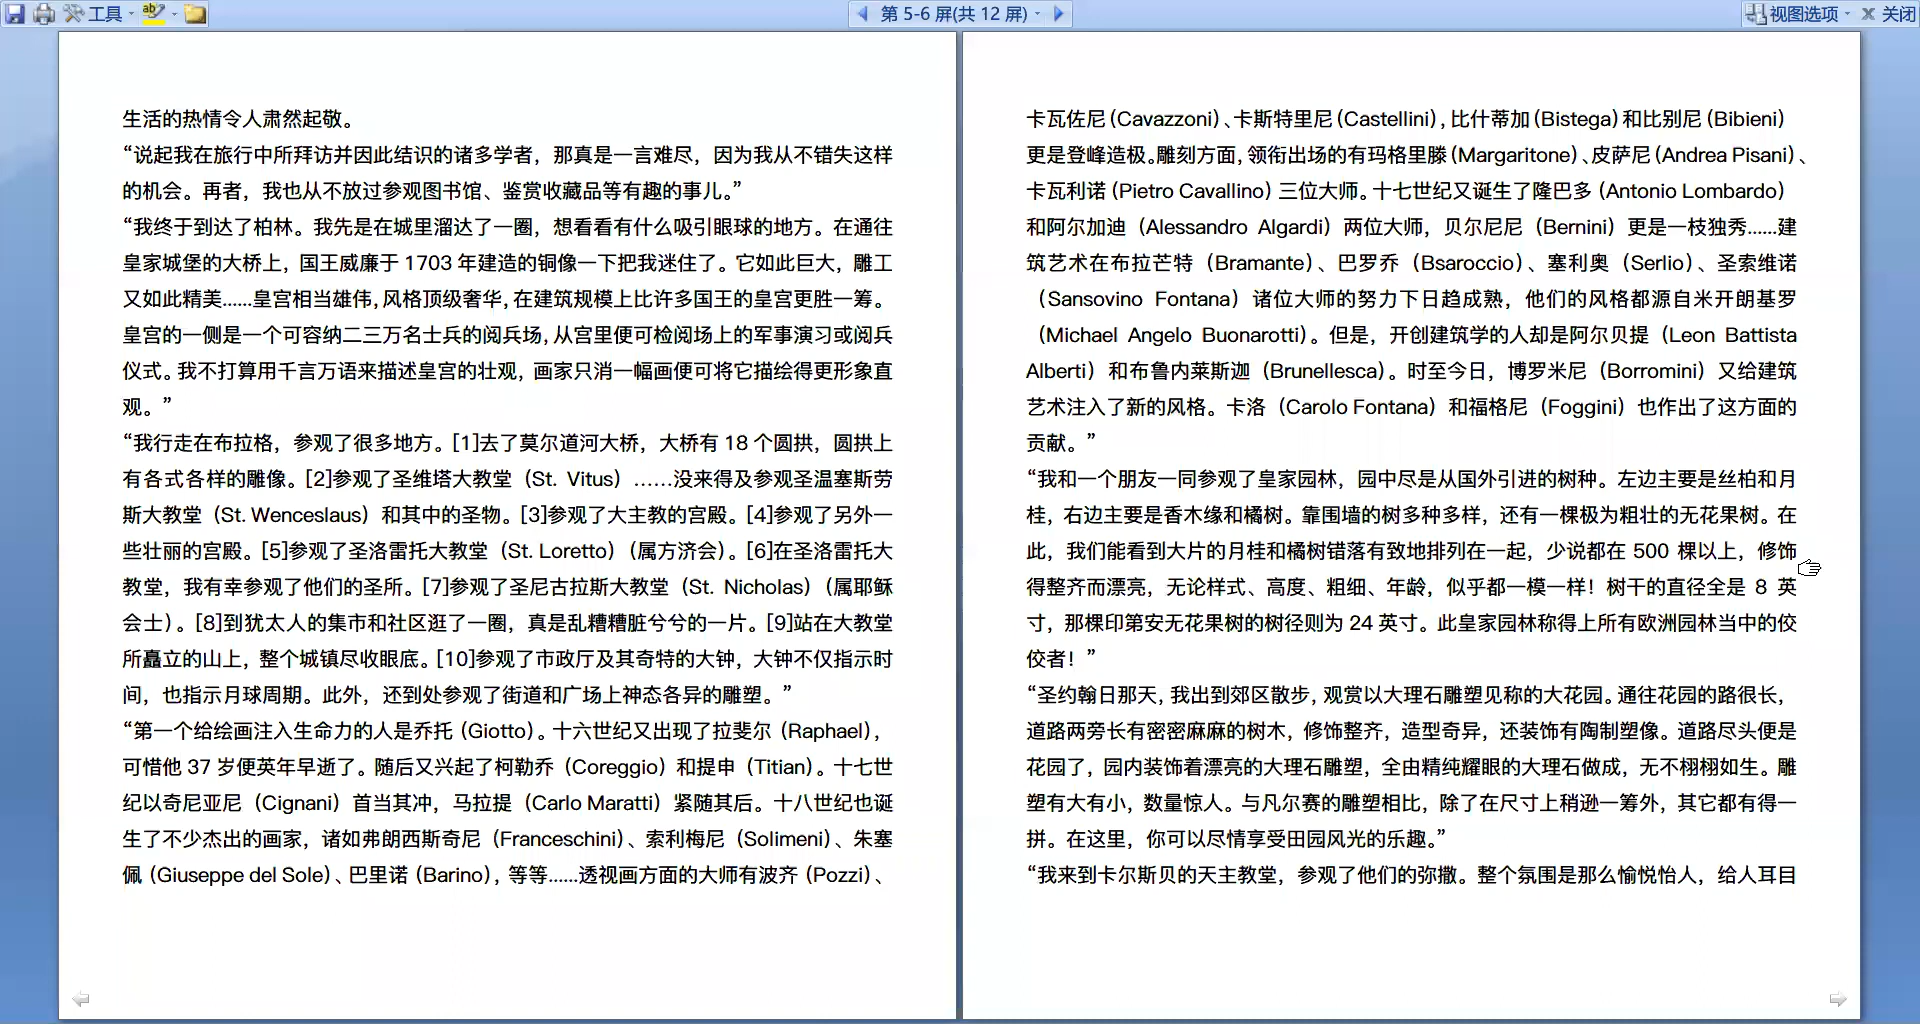 工具
第 5-6 屏(共 12 屏)
视图选项
关闭
生活的热情令人肃然起敬。
“说起我在旅行中所拜访并因此结识的诸多学者，那真是一言难尽，因为我从不错失这样
的机会。再者，我也从不放过参观图书馆、鉴赏收藏品等有趣的事儿。”
“我终于到达了柏林。我先是在城里溜达了一圈，想看看有什么吸引眼球的地方。在通往
皇家城堡的大桥上，国王威廉于 1703 年建造的铜像一下把我迷住了。它如此巨大，雕工
又如此精美......皇宫相当雄伟,风格顶级奢华,在建筑规模上比许多国王的皇宫更胜一筹。
皇宫的一侧是一个可容纳二三万名士兵的阅兵场,从宫里便可检阅场上的军事演习或阅兵
仪式。我不打算用千言万语来描述皇宫的壮观，画家只消一幅画便可将它描绘得更形象直
观。”
“我行走在布拉格，参观了很多地方。[1]去了莫尔道河大桥，大桥有 18 个圆拱，圆拱上
有各式各样的雕像。[2]参观了圣维塔大教堂（St. Vitus）……没来得及参观圣温塞斯劳
斯大教堂（St. Wenceslaus）和其中的圣物。[3]参观了大主教的宫殿。[4]参观了另外一
些壮丽的宫殿。[5]参观了圣洛雷托大教堂（St. Loretto）（属方济会）。[6]在圣洛雷托大
教堂，我有幸参观了他们的圣所。[7]参观了圣尼古拉斯大教堂（St. Nicholas）（属耶稣
会士）。[8]到犹太人的集市和社区逛了一圈，真是乱糟糟脏兮兮的一片。[9]站在大教堂
所矗立的山上，整个城镇尽收眼底。[10]参观了市政厅及其奇特的大钟，大钟不仅指示时
间，也指示月球周期。此外，还到处参观了街道和广场上神态各异的雕塑。”
“第一个给绘画注入生命力的人是乔托（Giotto）。十六世纪又出现了拉斐尔（Raphael），
可惜他 37 岁便英年早逝了。随后又兴起了柯勒乔（Coreggio）和提申（Titian）。十七世
纪以奇尼亚尼（Cignani）首当其冲，马拉提（Carlo Maratti）紧随其后。十八世纪也诞
生了不少杰出的画家，诸如弗朗西斯奇尼（Franceschini）、索利梅尼（Solimeni）、朱塞
佩（Giuseppe del Sole）、巴里诺（Barino），等等......透视画方面的大师有波齐（Pozzi）、
卡瓦佐尼（Cavazzoni）、卡斯特里尼（Castellini），比什蒂加（Bistega）和比别尼（Bibieni）
更是登峰造极。雕刻方面，领衔出场的有玛格里滕（Margaritone）、皮萨尼（Andrea Pisani）、
卡瓦利诺（Pietro Cavallino）三位大师。十七世纪又诞生了隆巴多（Antonio Lombardo）
和阿尔加迪（Alessandro Algardi）两位大师，贝尔尼尼（Bernini）更是一枝独秀......建
筑艺术在布拉芒特（Bramante）、巴罗乔（Bsaroccio）、塞利奥（Serlio）、圣索维诺
（Sansovino Fontana）诸位大师的努力下日趋成熟，他们的风格都源自米开朗基罗
（Michael Angelo Buonarotti）。但是，开创建筑学的人却是阿尔贝提（Leon Battista
Alberti）和布鲁内莱斯迦（Brunellesca）。时至今日，博罗米尼（Borromini）又给建筑
艺术注入了新的风格。卡洛（Carolo Fontana）和福格尼（Foggini）也作出了这方面的
贡献。”
“我和一个朋友一同参观了皇家园林，园中尽是从国外引进的树种。左边主要是丝柏和月
桂，右边主要是香木缘和橘树。靠围墙的树多种多样，还有一棵极为粗壮的无花果树。在
此，我们能看到大片的月桂和橘树错落有致地排列在一起，少说都在 500 棵以上，修饰
得整齐而漂亮，无论样式、高度、粗细、年龄，似乎都一模一样！树干的直径全是 8 英
寸，那棵印第安无花果树的树径则为 24 英寸。此皇家园林称得上所有欧洲园林当中的佼
佼者！”
“圣约翰日那天，我出到郊区散步，观赏以大理石雕塑见称的大花园。通往花园的路很长，
道路两旁长有密密麻麻的树木，修饰整齐，造型奇异，还装饰有陶制塑像。道路尽头便是
花园了，园内装饰着漂亮的大理石雕塑，全由精纯耀眼的大理石做成，无不栩栩如生。雕
塑有大有小，数量惊人。与凡尔赛的雕塑相比，除了在尺寸上稍逊一筹外，其它都有得一
拼。在这里，你可以尽情享受田园风光的乐趣。”
“我来到卡尔斯贝的天主教堂，参观了他们的弥撒。整个氛围是那么愉悦怡人，给人耳目